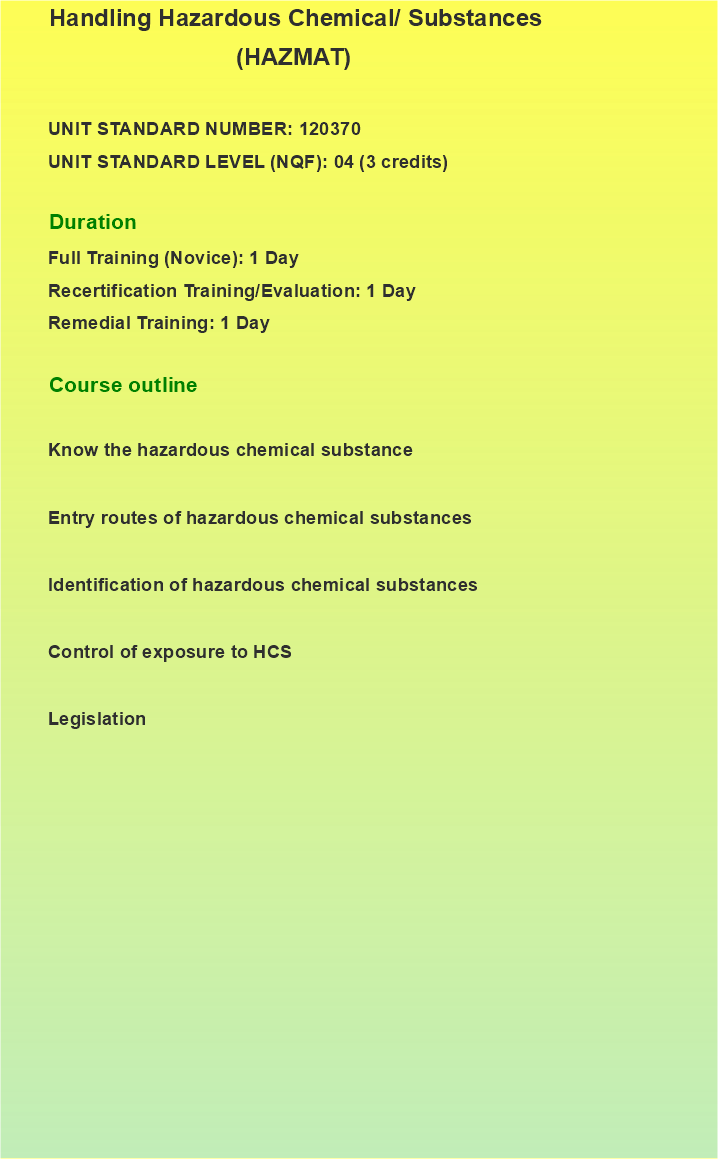 Handling Hazardous Chemical/ Substances
(HAZMAT)
UNIT STANDARD NUMBER: 120370
UNIT STANDARD LEVEL (NQF): 04 (3 credits)
Duration
Full Training (Novice): 1 Day
Recertification Training/Evaluation: 1 Day
Remedial Training: 1 Day
Course outline
Know the hazardous chemical substance
Entry routes of hazardous chemical substances
Identification of hazardous chemical substances
Control of exposure to HCS
Legislation